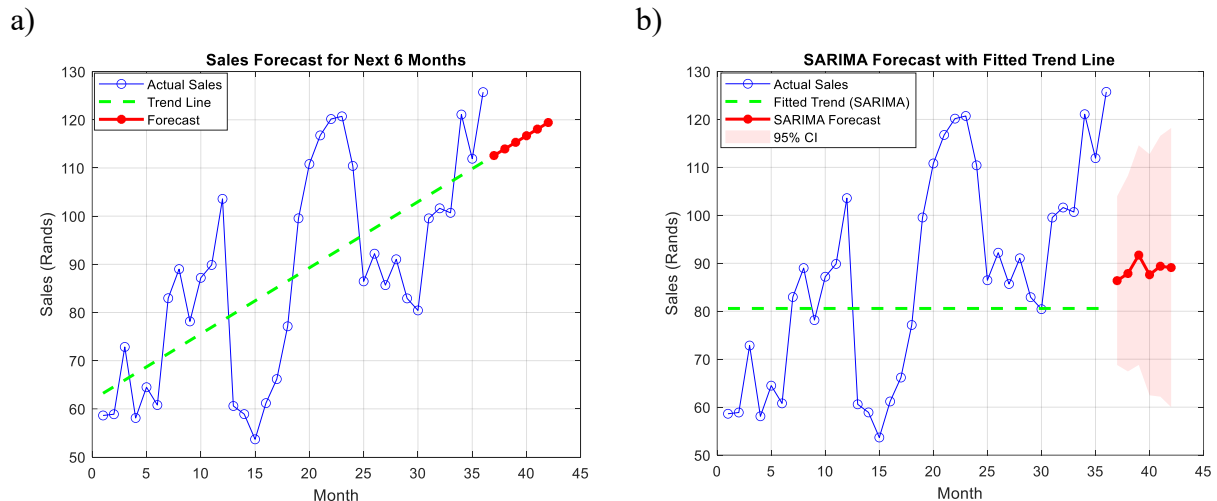 a)
Sales Forecast for Next 6 Months
130
120
110
100
90
80
70
60
50
Sales (Rands)
Actual Sales
Trend Line
Forecast
0 5 10 15 20 25 30 35 40 45
Month
b)
SARIMA Forecast with Fitted Trend Line
130
120
110
100
90
80
70
60
50
Sales (Rands)
Actual Sales
Fitted Trend (SARIMA)
SARIMA Forecast
95% CI
0 5 10 15 20 25 30 35 40 45
Month